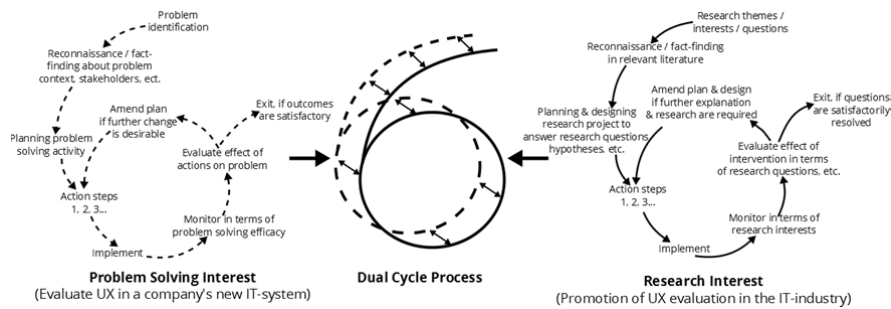 Problem
identification
Reconnaissance / fact-
finding about problem
context, stakeholders, ect.
Amend plan
if further change
is desirable
Exit, if outcomes
are satisfactory
Planning problem
solving activity
Evaluate effect of
actions on problem
Action steps
1, 2, 3...
Monitor in terms of
problem solving efficacy
Implement
Problem Solving Interest
(Evaluate UX in a company's new IT-system)
Dual Cycle Process
Research themes /
interests / questions
Reconnaissance / fact-finding
in relevant literature
Amend plan & design
if further explanation
& research are required
Exit, if questions
are satisfactorily
resolved
Planning & designing
research project to
answer research questions,
hypotheses, etc.
Evaluate effect of
intervention in terms
of research questions, etc.
Action steps
1, 2, 3...
Monitor in terms of
research interests
Implement
Research Interest
(Promotion of UX evaluation in the IT-industry)